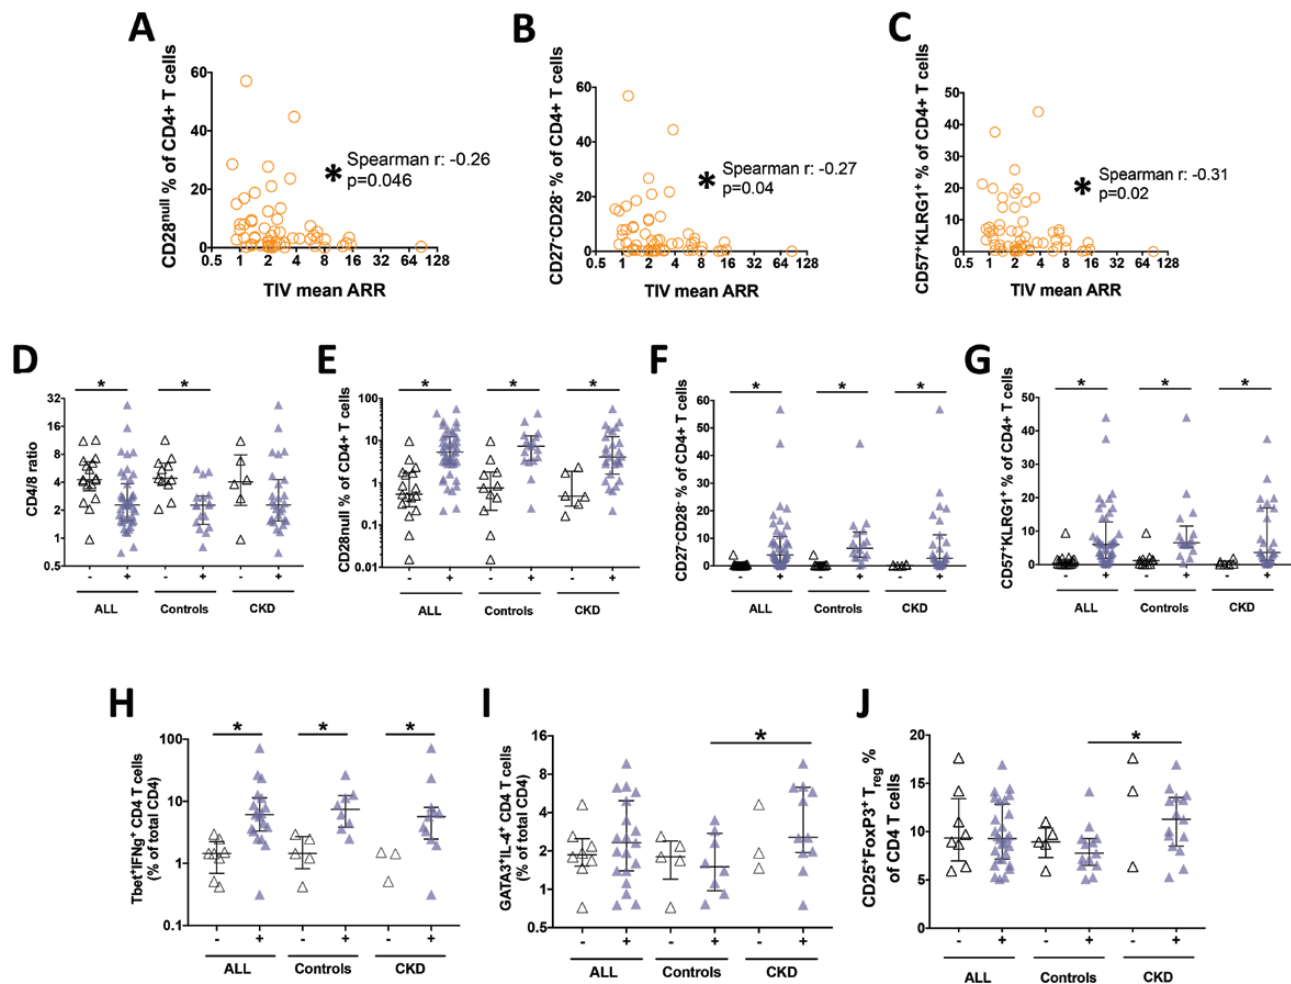 A
CD28null % of CD4+ T cells
60
40
20
0
0.5 1 2 4 8 16 32 64 128
TIV mean ARR
* Spearman r: -0.26
p=0.046
B
CD27-CD28- % of CD4+ T cells
60
40
20
0
0.5 1 2 4 8 16 32 64 128
TIV mean ARR
* Spearman r: -0.27
p=0.04
C
CD57+KLRG1+ % of CD4+ T cells
50
40
30
20
10
0
0.5 1 2 4 8 16 32 64 128
TIV mean ARR
* Spearman r: -0.31
p=0.02
D
CD4/8 ratio
32
16
8
4
2
1
0.5
* *
- + - + - +
ALL Controls CKD
E
CD28null % of CD4+ T cells
100
10
1
0.1
0.01
* * *
- + - + - +
ALL Controls CKD
F
CD27-CD28- % of CD4+ T cells
60
50
40
30
20
10
0
* * *
- + - + - +
ALL Controls CKD
G
CD57+KLRG1+ % of CD4+ T cells
50
40
30
20
10
0
* * *
- + - + - +
ALL Controls CKD
H
Tbet+IFNg+ CD4 T cells
(% of total CD4)
100
10
1
0.1
* * *
- + - + - +
ALL Controls CKD
I
GATA3+IL-4+ CD4 T cells
(% of total CD4)
16
8
4
2
1
0.5
*
- + - + - +
ALL Controls CKD
J
CD25+FoxP3+ Treg %
of CD4 T cells
20
15
10
5
0
*
- + - + - +
ALL Controls CKD